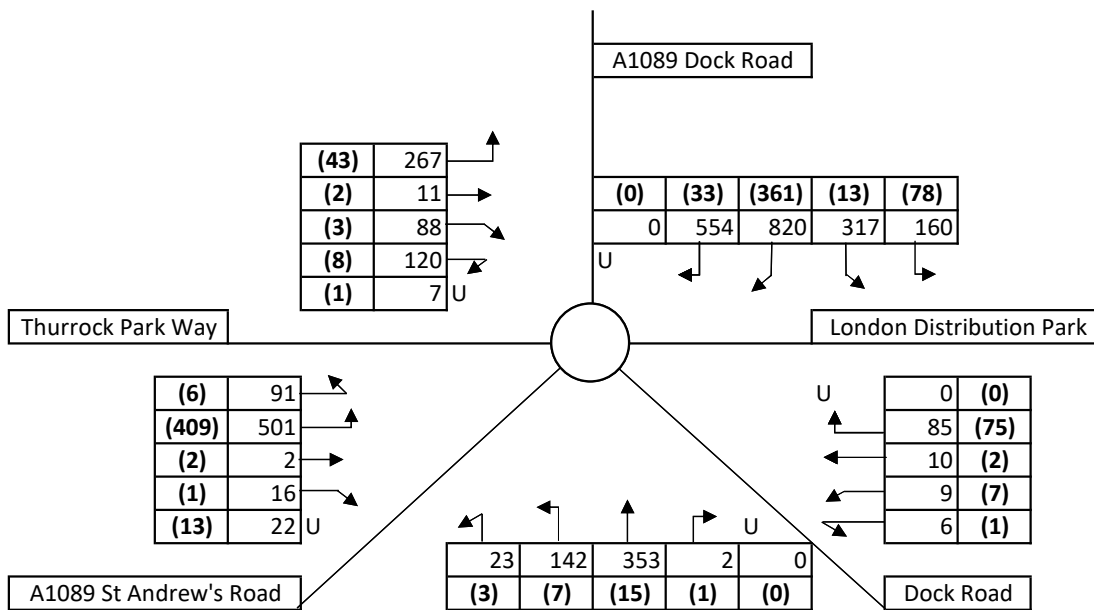 A1089 Dock Road
(43) 267
(2) 11
(3) 88
(8) 120
(1) 7 U
(0) (33) (361) (13) (78)
0 554 820 317 160
U
Thurrock Park Way
London Distribution Park
(6) 91
(409) 501
(2) 2
(1) 16
(13) 22 U
U 0 (0)
85 (75)
10 (2)
9 (7)
6 (1)
U
23 142 353 2 0
(3) (7) (15) (1) (0)
A1089 St Andrew's Road
Dock Road